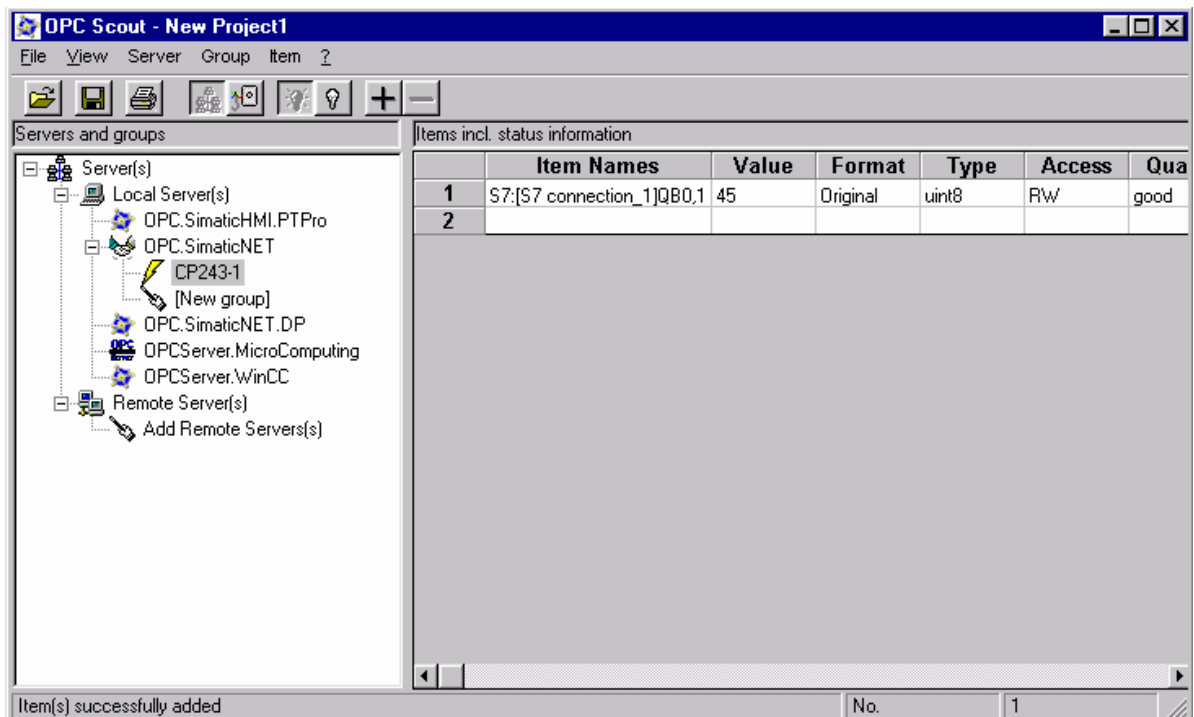 OPC Scout - New Project1
File View Server Group Item ?
Servers and groups
Server(s)
Local Server(s)
OPC.SimaticHMI.PTPro
OPC.SimaticNET
CP243-1
[New group]
OPC.SimaticNET.DP
OPCServer.MicroComputing
OPCServer.WinCC
Remote Server(s)
Add Remote Servers(s)
Items incl. status information
Item Names Value Format Type Access Qua
1 S7:[S7 connection_1]QB0,1 45 Original uint8 RW good
2
Item(s) successfully added No. 1